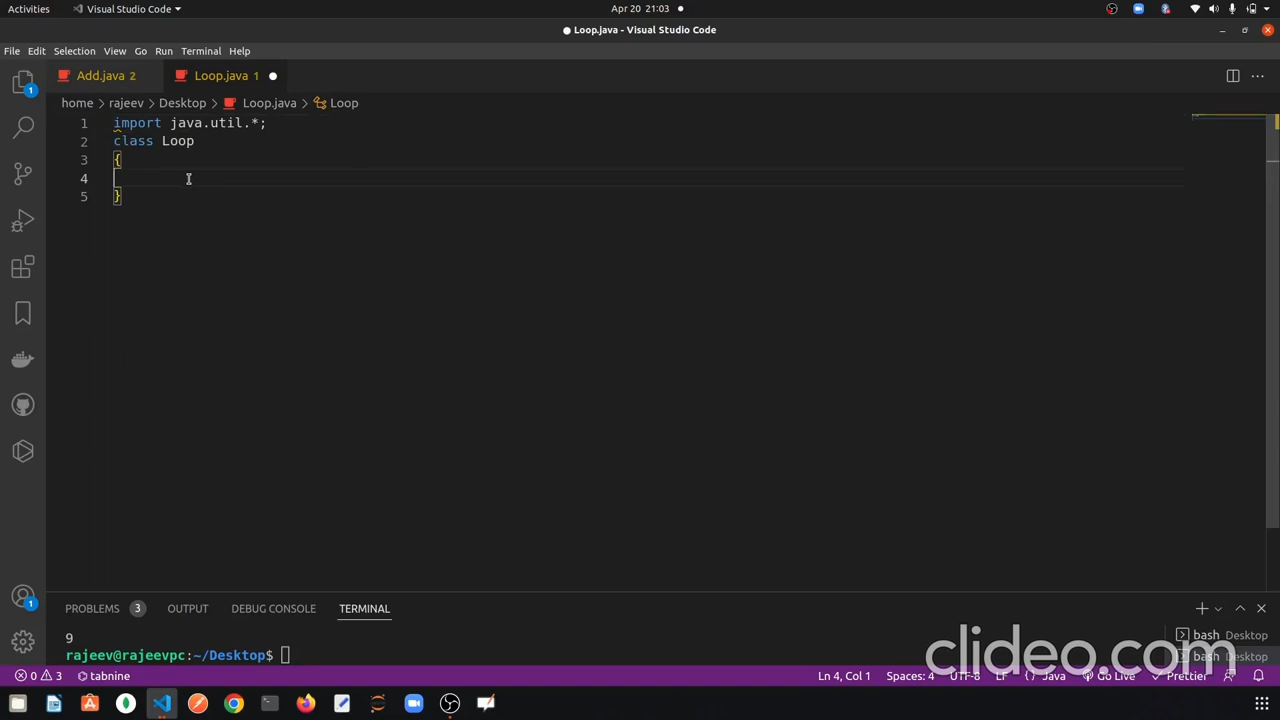 Activities
Visual Studio Code
Apr 20 21:03
Loop.java - Visual Studio Code
File Edit Selection View Go Run Terminal Help
Add.java 2
Loop.java 1
home > rajeev > Desktop > Loop.java > Loop
1 import java.util.*;
2 class Loop
3 {
4
5 }
PROBLEMS 3 OUTPUT DEBUG CONSOLE TERMINAL
9
rajeev@rajeevpc:~/Desktop$
bash Desktop
bash Desktop
clideo.com
0 3 tabnine
Ln 4, Col 1 Spaces: 4 UTF-8 LF { } Java Go Live Prettier
1
1